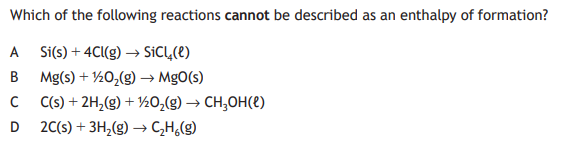 Which of the following reactions cannot be described as an enthalpy of formation?
A Si(s) + 4Cl(g) → SiCl₄(ℓ)
B Mg(s) + ½O₂(g) → MgO(s)
C C(s) + 2H₂(g) + ½O₂(g) → CH₃OH(ℓ)
D 2C(s) + 3H₂(g) → C₂H₆(g)